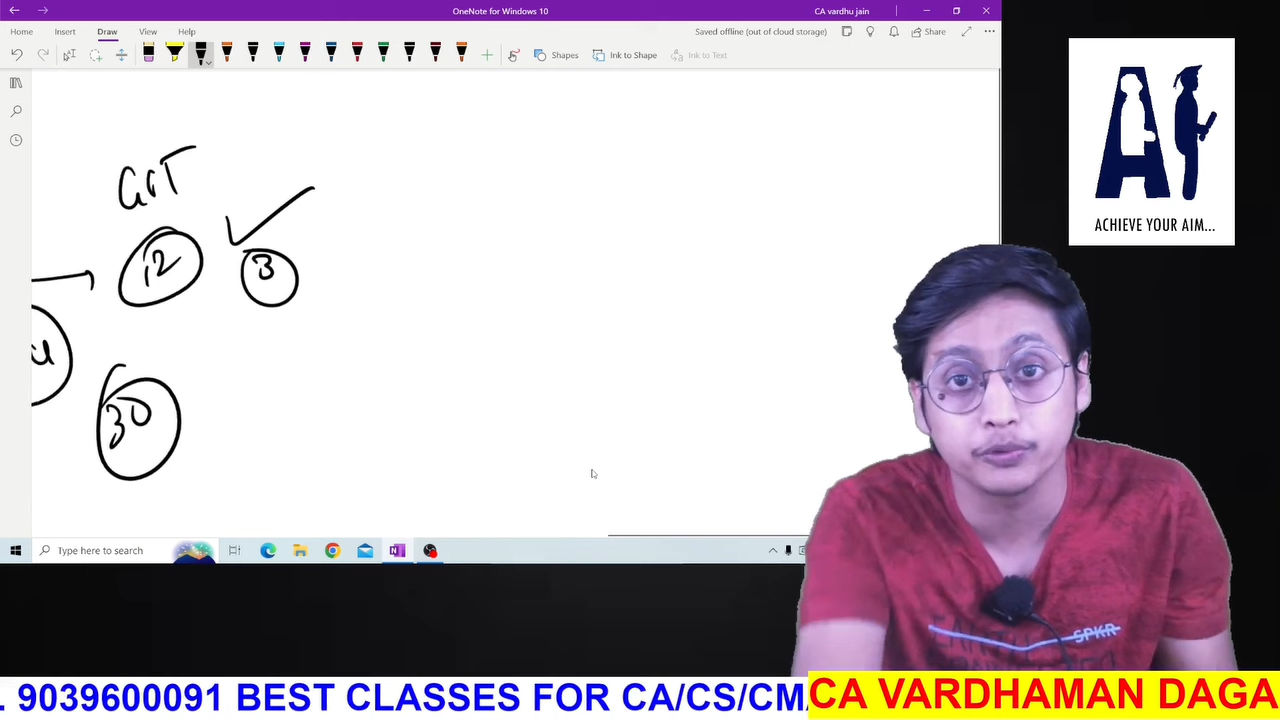 OneNote for Windows 10
CA vardhu jain
Home Insert Draw View Help
Saved offline (out of cloud storage) Share
Shapes Ink to Shape Ink to Text
12
3
30
ACHIEVE YOUR AIM...
SPKR
Type here to search
. 9039600091 BEST CLASSES FOR CA/CS/CM
CA VARDHAMAN DAGA